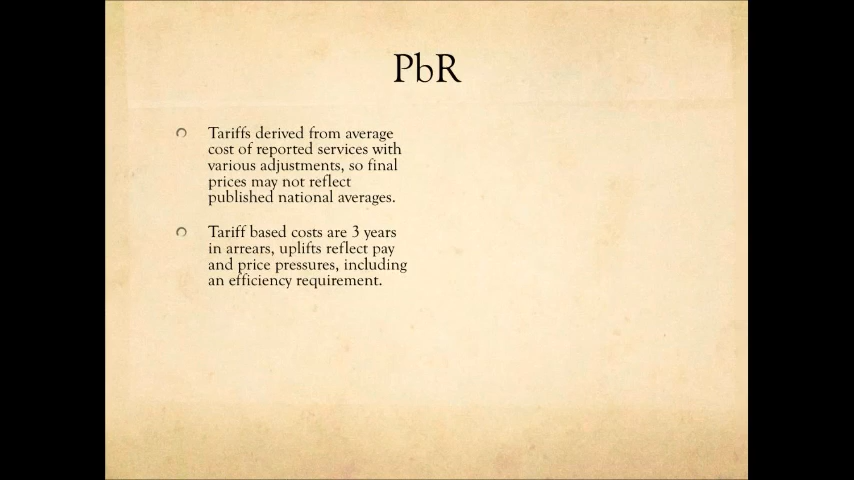 PbR
Tariffs derived from average
cost of reported services with
various adjustments, so final
prices may not reflect
published national averages.
Tariff based costs are 3 years
in arrears, uplifts reflect pay
and price pressures, including
an efficiency requirement.